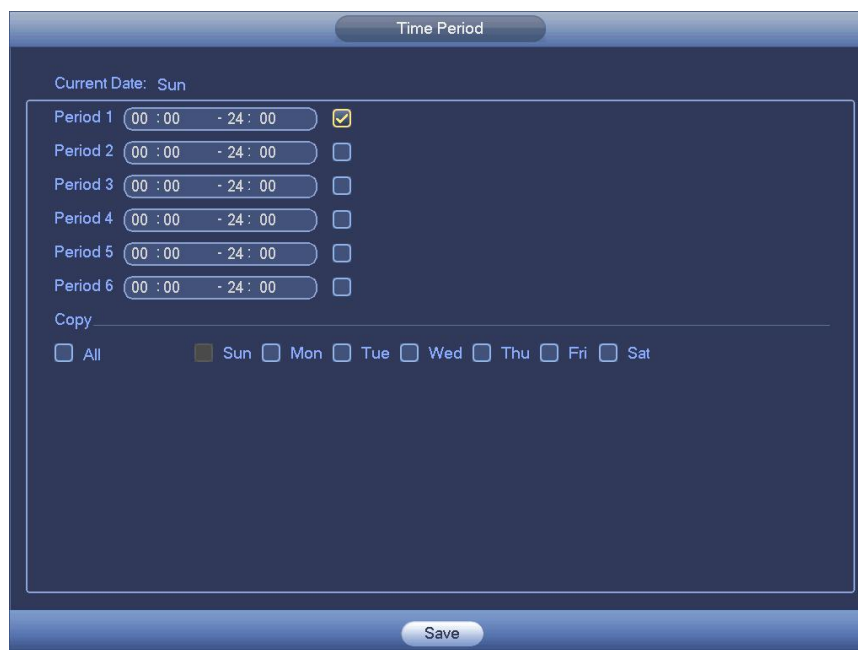 Time Period
Current Date: Sun
Period 1 00 :00 - 24 : 00
Period 2 00 :00 - 24 : 00
Period 3 00 :00 - 24 : 00
Period 4 00 :00 - 24 : 00
Period 5 00 :00 - 24 : 00
Period 6 00 :00 - 24 : 00
Copy
All Sun Mon Tue Wed Thu Fri Sat
Save